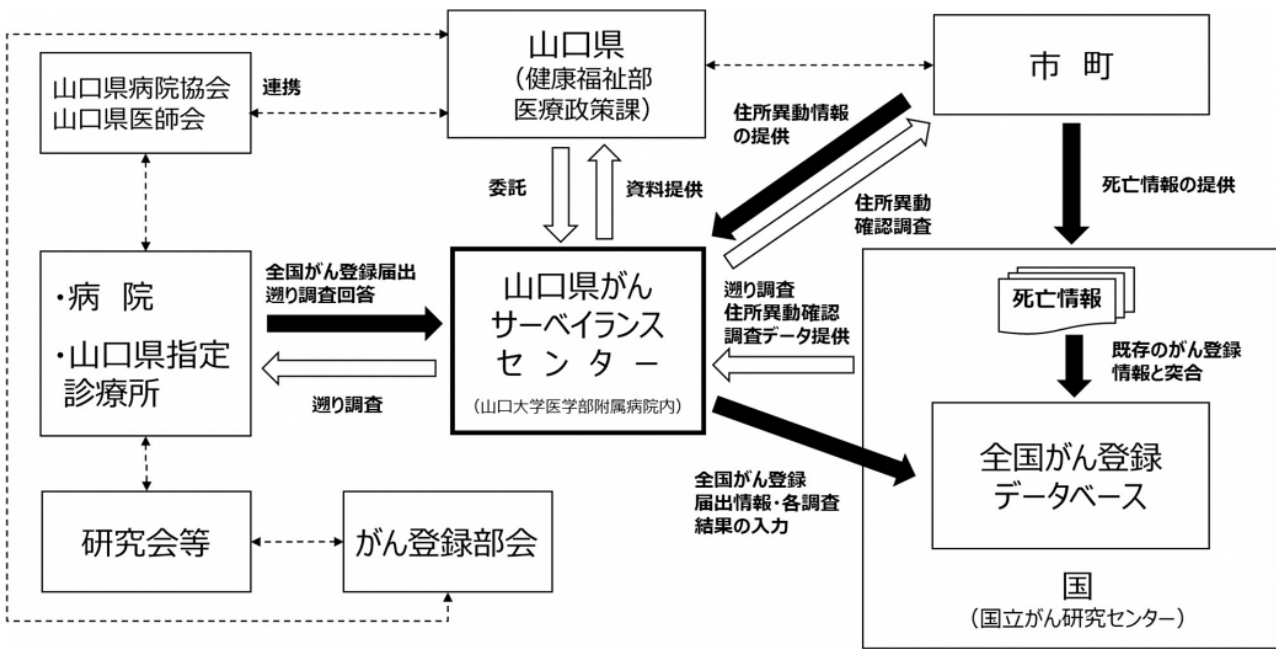 山口県
(健康福祉部
医療政策課)
市 町
山口県病院協会
山口県医師会
連携
住所異動情報
の提供
委託
資料提供
死亡情報の提供
住所異動
確認調査
・病 院
・山口県指定
診療所
全国がん登録届出
遡り調査回答
遡り調査
山口県がん
サーベイランス
セ ン タ ー
(山口大学医学部附属病院内)
遡り調査
住所異動確認
調査データ提供
死亡情報
既存のがん登録
情報と突合
全国がん登録
データベース
全国がん登録
届出情報・各調査
結果の入力
研究会等
がん登録部会
国
(国立がん研究センター)